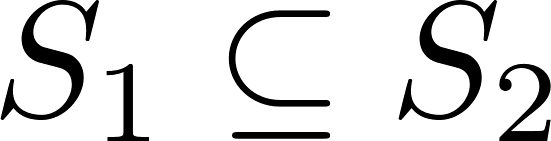 S₁ ⊆ S₂